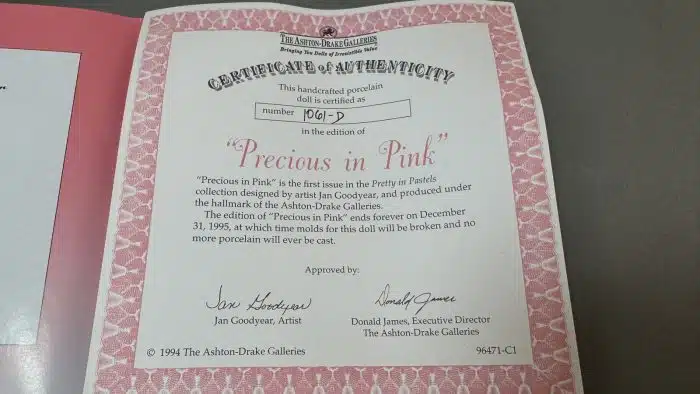 THE ASHTON-DRAKE GALLERIES
Bringing You Dolls of Irresistible Value
CERTIFICATE of AUTHENTICITY
This handcrafted porcelain
doll is certified as
number 1061-D
in the edition of
"Precious in Pink"
"Precious in Pink" is the first issue in the Pretty in Pastels
collection designed by artist Jan Goodyear, and produced under
the hallmark of the Ashton-Drake Galleries.
The edition of "Precious in Pink" ends forever on December
31, 1995, at which time molds for this doll will be broken and no
more porcelain will ever be cast.
Approved by:
Jan Goodyear
Donald James
Jan Goodyear, Artist
Donald James, Executive Director
The Ashton-Drake Galleries
© 1994 The Ashton-Drake Galleries
96471-C1